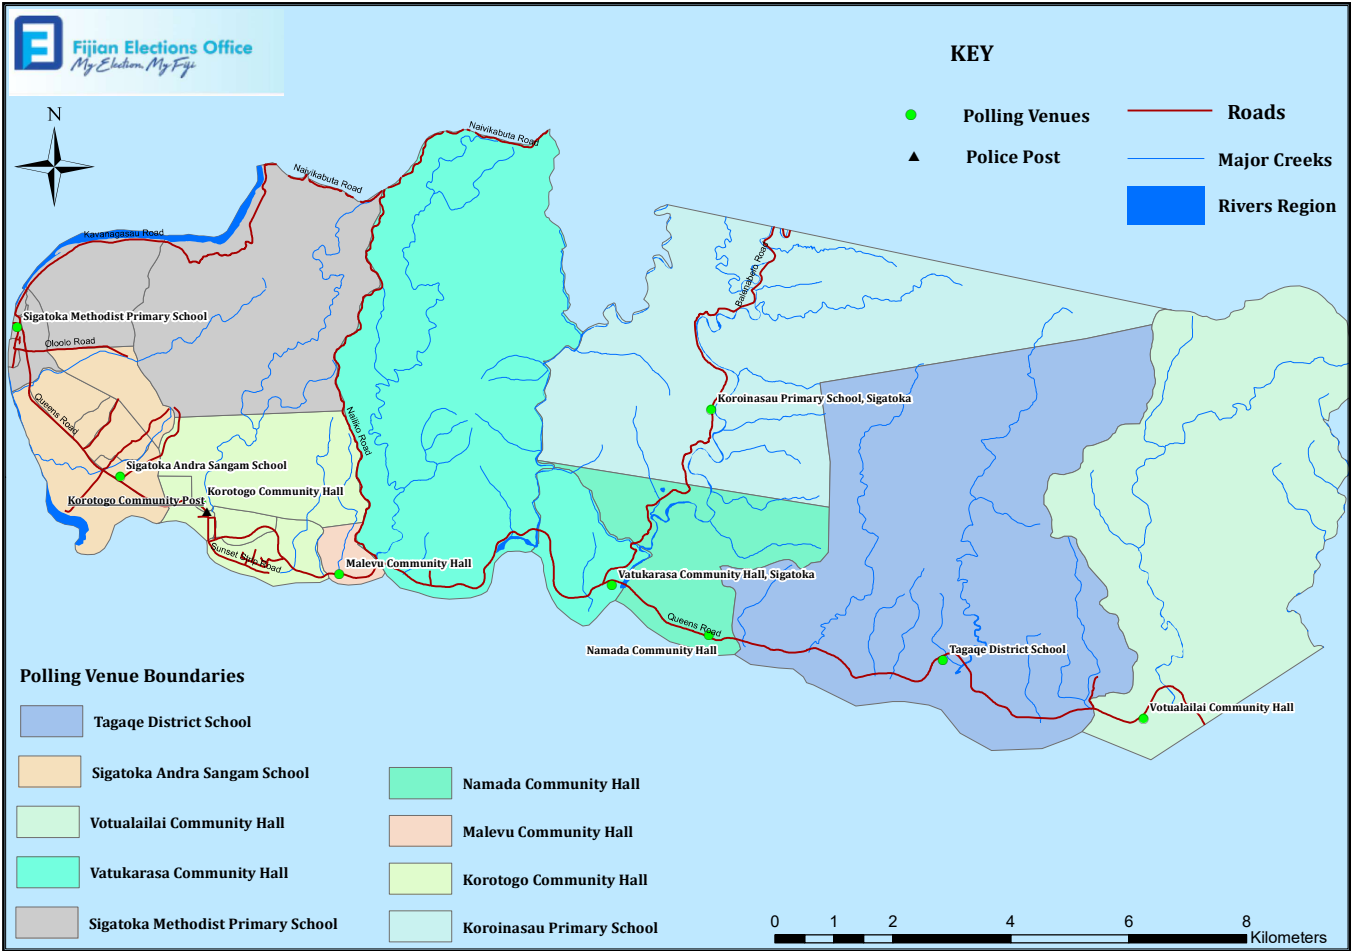 Fijian Elections Office
My Election, My Fiji
KEY
Polling Venues
Roads
Police Post
Major Creeks
Rivers Region
N
Naivikabuta Road
Naivikabuta Road
Kavanagasau Road
Balanabelo Road
Sigatoka Methodist Primary School
Oloolo Road
Queens Road
Nailiko Road
Koroinasau Primary School, Sigatoka
Sigatoka Andra Sangam School
Korotogo Community Hall
Korotogo Community Post
Sunset Strip Road
Malevu Community Hall
Vatukarasa Community Hall, Sigatoka
Queens Road
Namada Community Hall
Tagaqe District School
Votualailai Community Hall
Polling Venue Boundaries
Tagaqe District School
Sigatoka Andra Sangam School
Votualailai Community Hall
Vatukarasa Community Hall
Sigatoka Methodist Primary School
Namada Community Hall
Malevu Community Hall
Korotogo Community Hall
Koroinasau Primary School
0 1 2 4 6 8
Kilometers